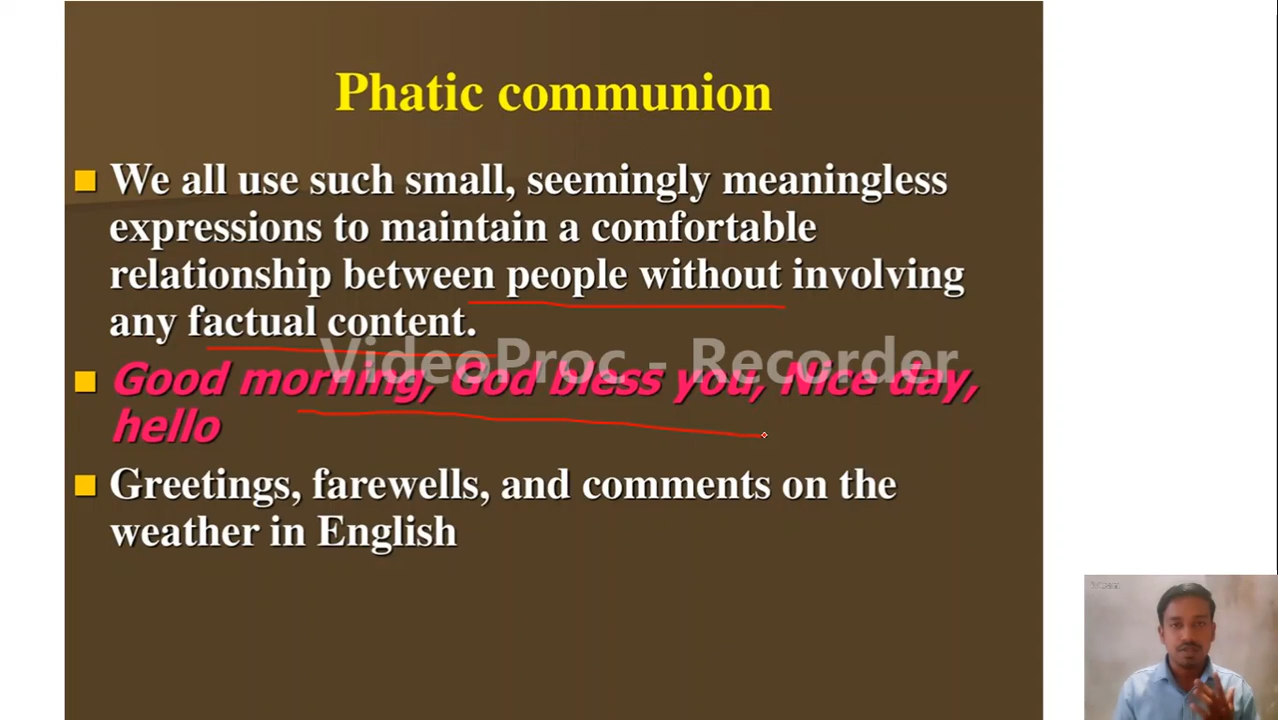 Phatic communion
We all use such small, seemingly meaningless
expressions to maintain a comfortable
relationship between people without involving
any factual content.
VideoProc - Recorder
Good morning, God bless you, Nice day,
hello
Greetings, farewells, and comments on the
weather in English